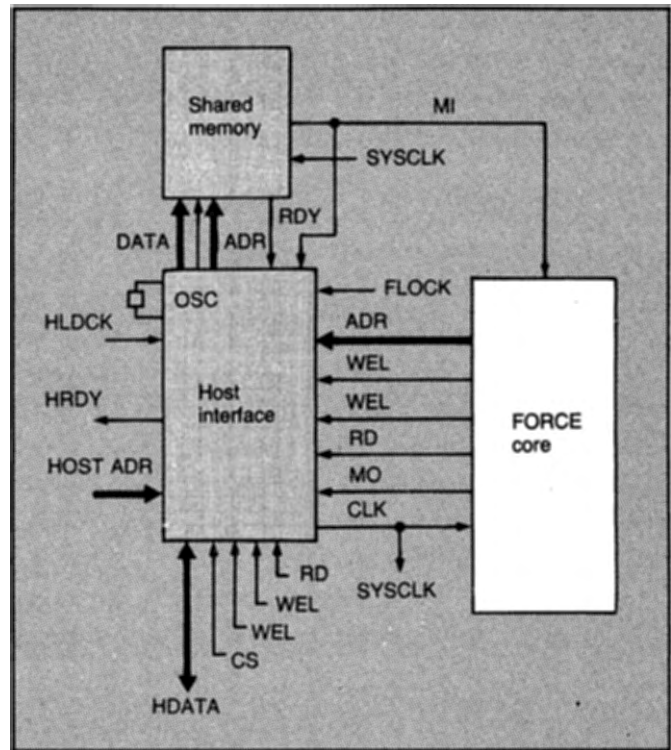 Shared
memory
MI
SYSCLK
RDY
DATA
ADR
OSC
FLOCK
HLDCK
ADR
WEL
Host
interface
HRDY
WEL
FORCE
core
RD
HOST ADR
MO
CLK
RD
SYSCLK
WEL
WEL
CS
HDATA